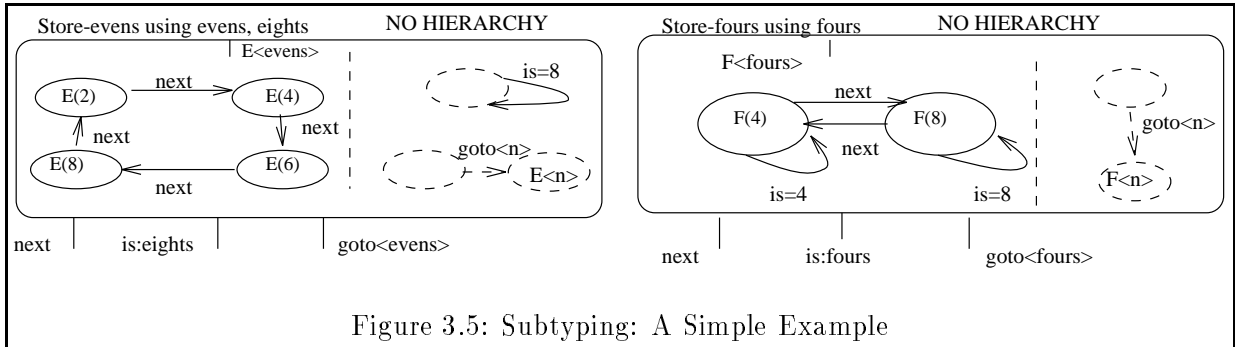 Store-evens using evens, eights
NO HIERARCHY
E<evens>
E(2)
next
E(4)
next
next
E(8)
next
E(6)
is=8
goto<n>
E<n>
next
is:eights
goto<evens>
Store-fours using fours
NO HIERARCHY
F<fours>
F(4)
next
F(8)
next
is=4
is=8
goto<n>
F<n>
next
is:fours
goto<fours>
Figure 3.5: Subtyping: A Simple Example